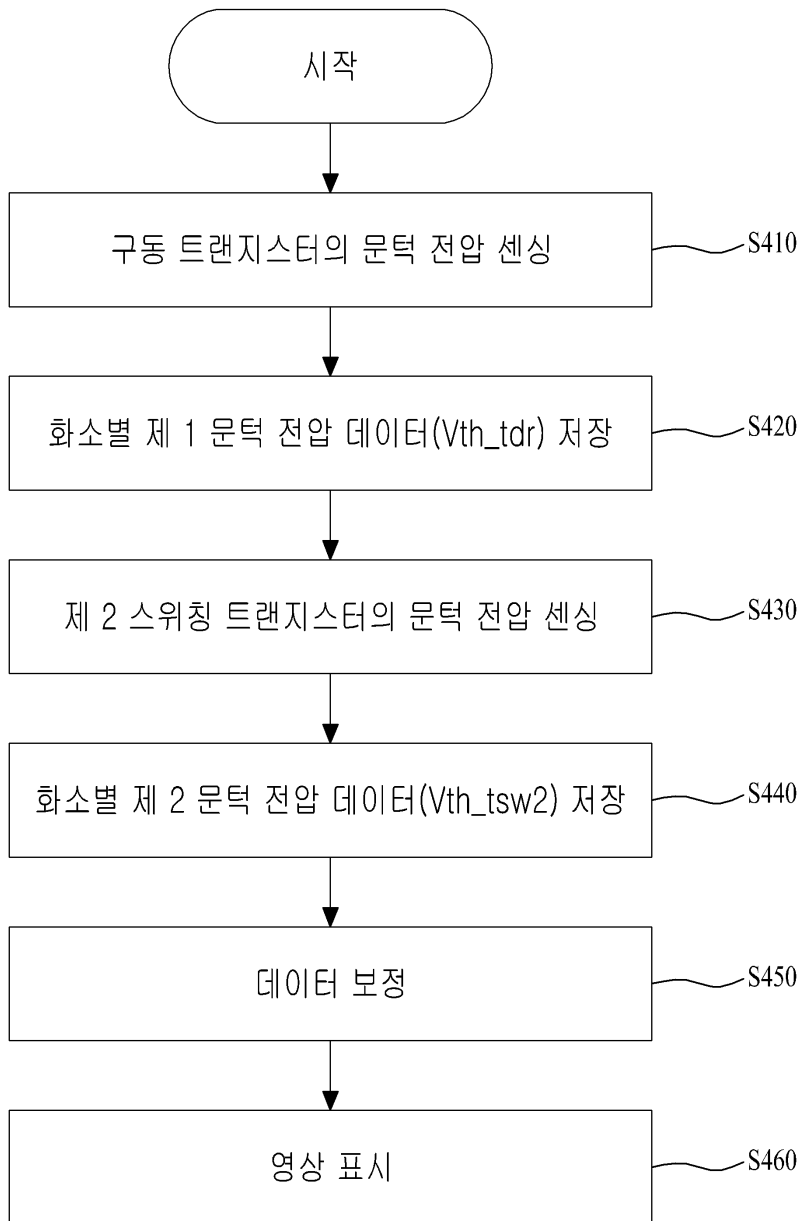 시작
구동 트랜지스터의 문턱 전압 센싱
S410
화소별 제 1 문턱 전압 데이터(Vth_tdr) 저장
S420
제 2 스위칭 트랜지스터의 문턱 전압 센싱
S430
화소별 제 2 문턱 전압 데이터(Vth_tsw2) 저장
S440
데이터 보정
S450
영상 표시
S460